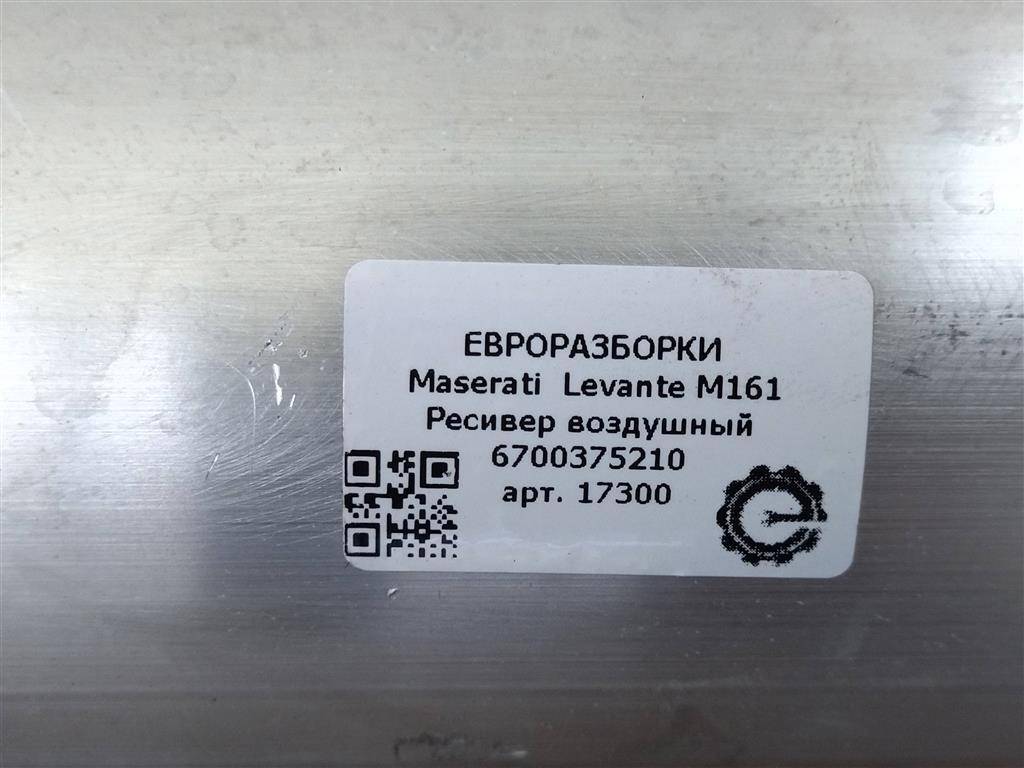 ЕВРОРАЗБОРКИ
Maserati Levante M161
Ресивер воздушный
6700375210
арт. 17300